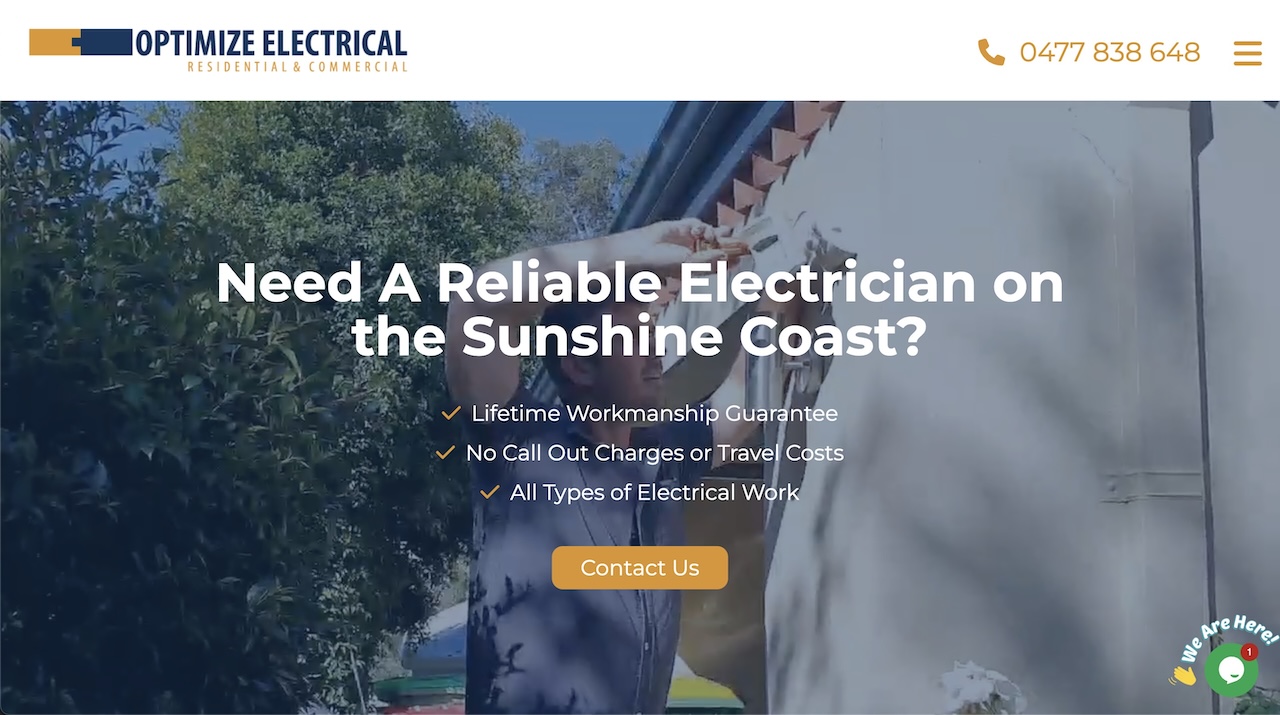 OPTIMIZE ELECTRICAL
RESIDENTIAL & COMMERCIAL
0477 838 648
Need A Reliable Electrician on
the Sunshine Coast?
Lifetime Workmanship Guarantee
No Call Out Charges or Travel Costs
All Types of Electrical Work
Contact Us
We Are Here!
1